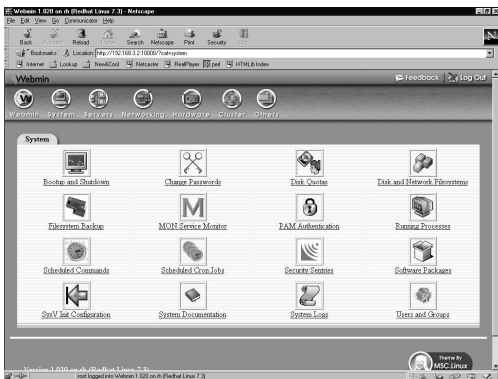 Webmin 1.020 on rh (Redhat Linux 7.3) - Netscape
File Edit View Go Communicator Help
Back Forward Reload Home Search Netscape Print Security Stop
Bookmarks Location: http://192.168.3.2:10000/?cat=system
Internet Lookup New&Cool Netcaster RealPlayer perl HTMLib Index
Webmin Feedback Log Out
Webmin System Servers Networking Hardware Cluster Others
System
Bootup and Shutdown Change Passwords Disk Quotas Disk and Network Filesystems
Filesystem Backup MON Service Monitor PAM Authentication Running Processes
Scheduled Commands Scheduled Cron Jobs Security Sentries Software Packages
SysV Init Configuration System Documentation System Logs Users and Groups
Version 1.020 on rh (Redhat Linux 7.3)
Theme By
MSC.Linux
root logged into Webmin 1.020 on rh (Redhat Linux 7.3)